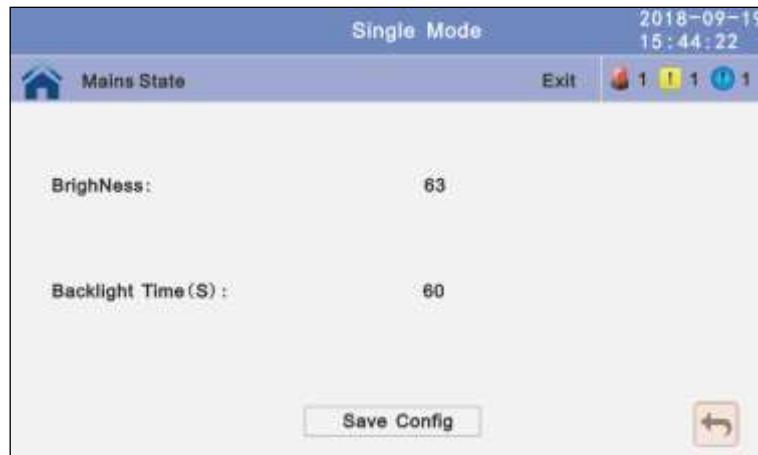 Single Mode
2018-09-19
15:44:22
Mains State Exit 1 ! 1 ! 1
BrighNess: 63
Backlight Time(S): 60
Save Config